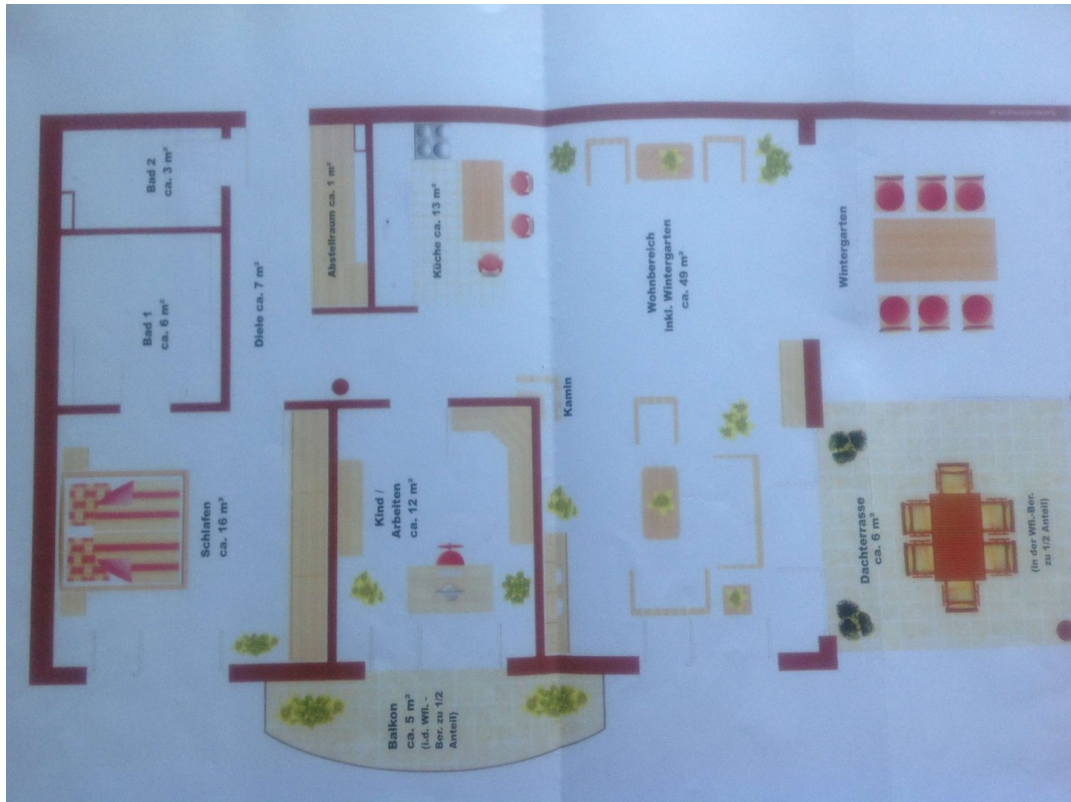 Bad 2
ca. 3 m²
Bad 1
ca. 6 m²
Diele ca. 7 m²
Abstellraum ca. 1 m²
Küche ca. 13 m²
Wohnbereich
inkl. Wintergarten
ca. 49 m²
Wintergarten
Kamin
Schlafen
ca. 16 m²
Kind /
Arbeiten
ca. 12 m²
Dachterrasse
ca. 6 m²
(in der Wfl.-Ber.
zu 1/2 Anteil)
Balkon
ca. 5 m²
(i.d. Wfl. -
Ber. zu 1/2
Anteil)